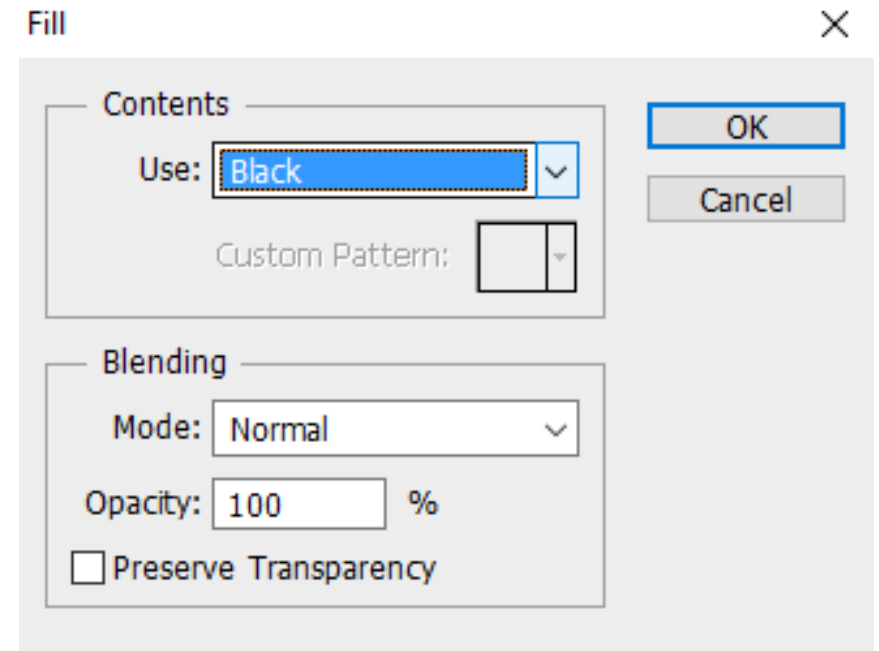 Fill
Contents
Use: Black
Custom Pattern:
OK
Cancel
Blending
Mode: Normal
Opacity: 100 %
Preserve Transparency